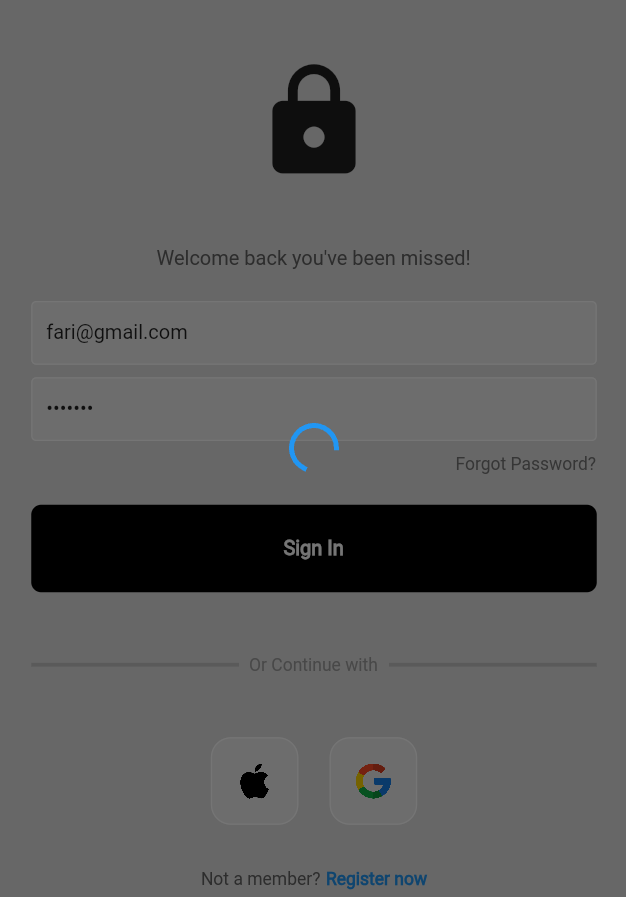 Welcome back you've been missed!
fari@gmail.com
•••••••
Forgot Password?
Sign In
Or Continue with
Not a member? Register now